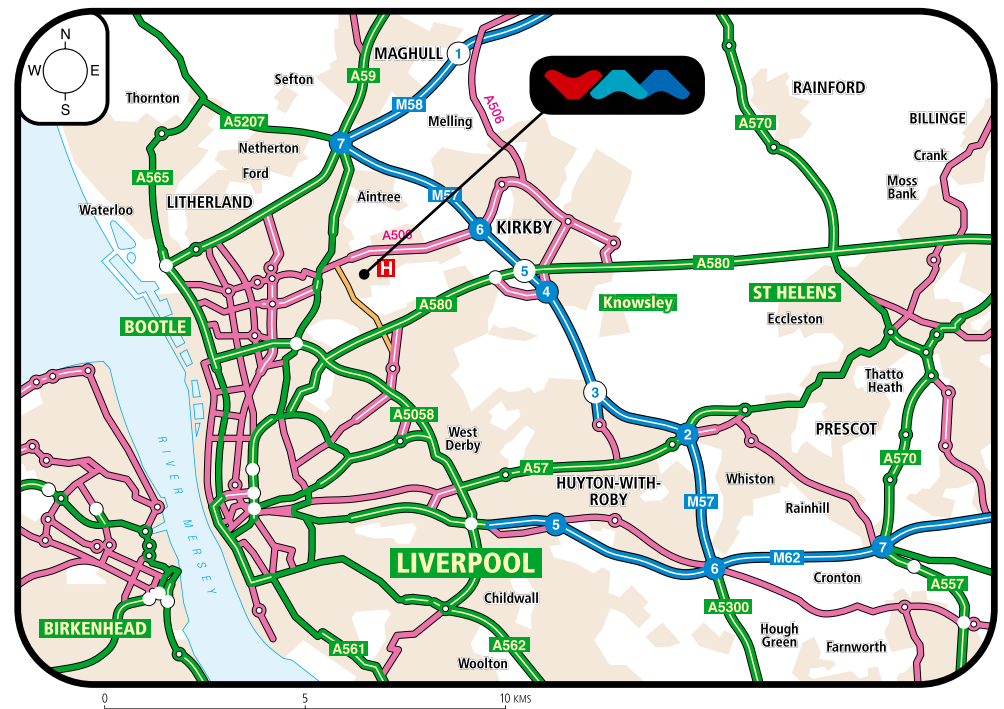 N
W E
S
MAGHULL
1
A59
Sefton
Thornton
M58
A506
RAINFORD
A5207
Melling
A570
BILLINGE
Netherton
7
Crank
Ford
A565
Moss
Bank
LITHERLAND
Aintree
M57
Waterloo
6
KIRKBY
A506
H
5
A580
4
A580
Knowsley
ST HELENS
BOOTLE
Eccleston
Thatto
Heath
3
A5058
West
Derby
2
PRESCOT
A57
A570
HUYTON-WITH-
ROBY
Whiston
M57
Rainhill
RIVER MERSEY
5
7
LIVERPOOL
M62
6
Cronton
A557
Childwall
A5300
BIRKENHEAD
Hough
Green
A561
A562
Farnworth
Woolton
0 5 10 KMS